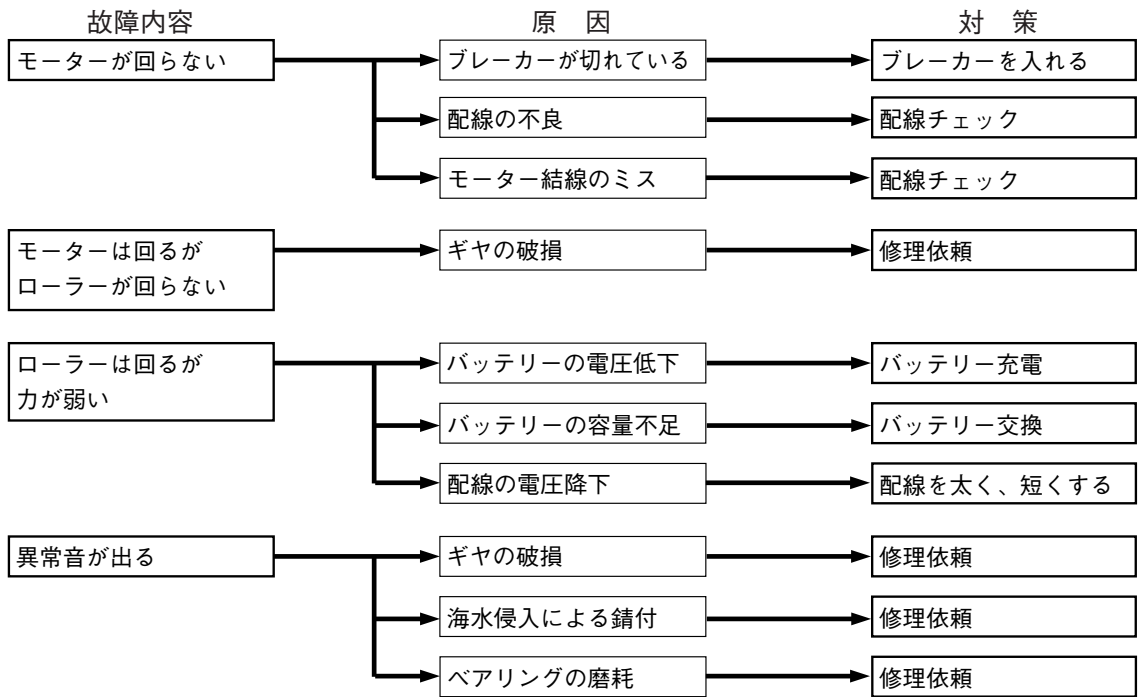 故障内容 原　因 対　策
モーターが回らない ブレーカーが切れている ブレーカーを入れる
配線の不良 配線チェック
モーター結線のミス 配線チェック
モーターは回るが ギヤの破損 修理依頼
ローラーが回らない
ローラーは回るが バッテリーの電圧低下 バッテリー充電
力が弱い
バッテリーの容量不足 バッテリー交換
配線の電圧降下 配線を太く、短くする
異常音が出る ギヤの破損 修理依頼
海水侵入による錆付 修理依頼
ベアリングの磨耗 修理依頼